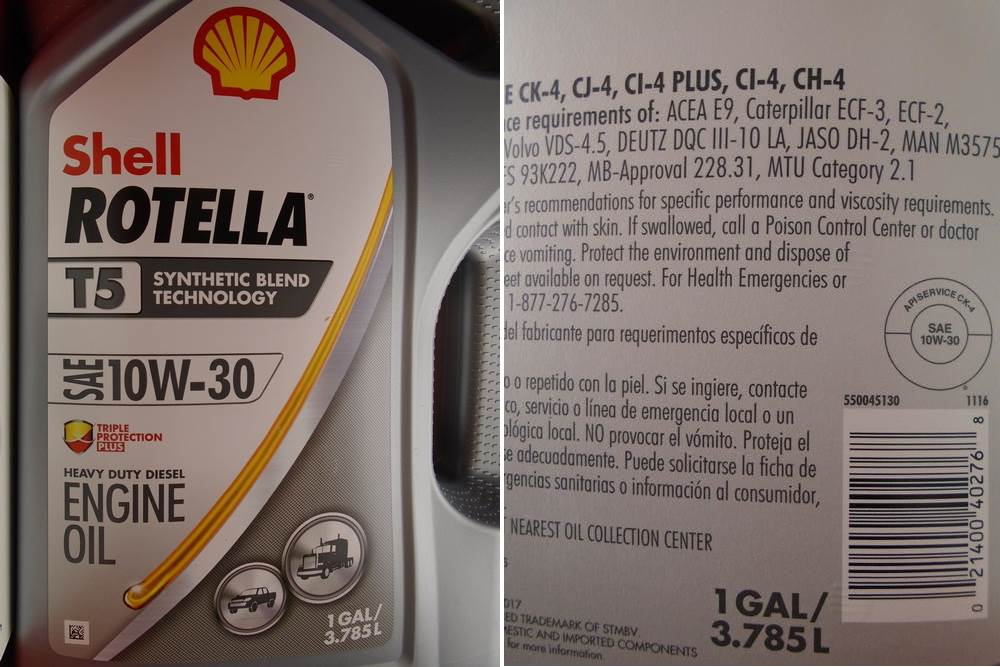 Shell
ROTELLA®
T5 SYNTHETIC BLEND
TECHNOLOGY
SAE 10W-30
TRIPLE
PROTECTION
PLUS
HEAVY DUTY DIESEL
ENGINE
OIL
1 GAL/
3.785 L
E CK-4, CJ-4, CI-4 PLUS, CI-4, CH-4
ce requirements of: ACEA E9, Caterpillar ECF-3, ECF-2,
Volvo VDS-4.5, DEUTZ DQC III-10 LA, JASO DH-2, MAN M3575
FS 93K222, MB-Approval 228.31, MTU Category 2.1
er's recommendations for specific performance and viscosity requirements.
d contact with skin. If swallowed, call a Poison Control Center or doctor
ce vomiting. Protect the environment and dispose of
eet available on request. For Health Emergencies or
1-877-276-7285.
del fabricante para requerimentos específicos de
o o repetido con la piel. Si se ingiere, contacte
co, servicio o línea de emergencia local o un
ológica local. NO provocar el vómito. Proteja el
se adecuadamente. Puede solicitarse la ficha de
rgencias sanitarias o información al consumidor,
NEAREST OIL COLLECTION CENTER
API SERVICE CK-4
SAE
10W-30
550045130 1116
0 21400 40276 8
017
ED TRADEMARK OF STMBV.
MESTIC AND IMPORTED COMPONENTS
for more information.
1 GAL/
3.785 L